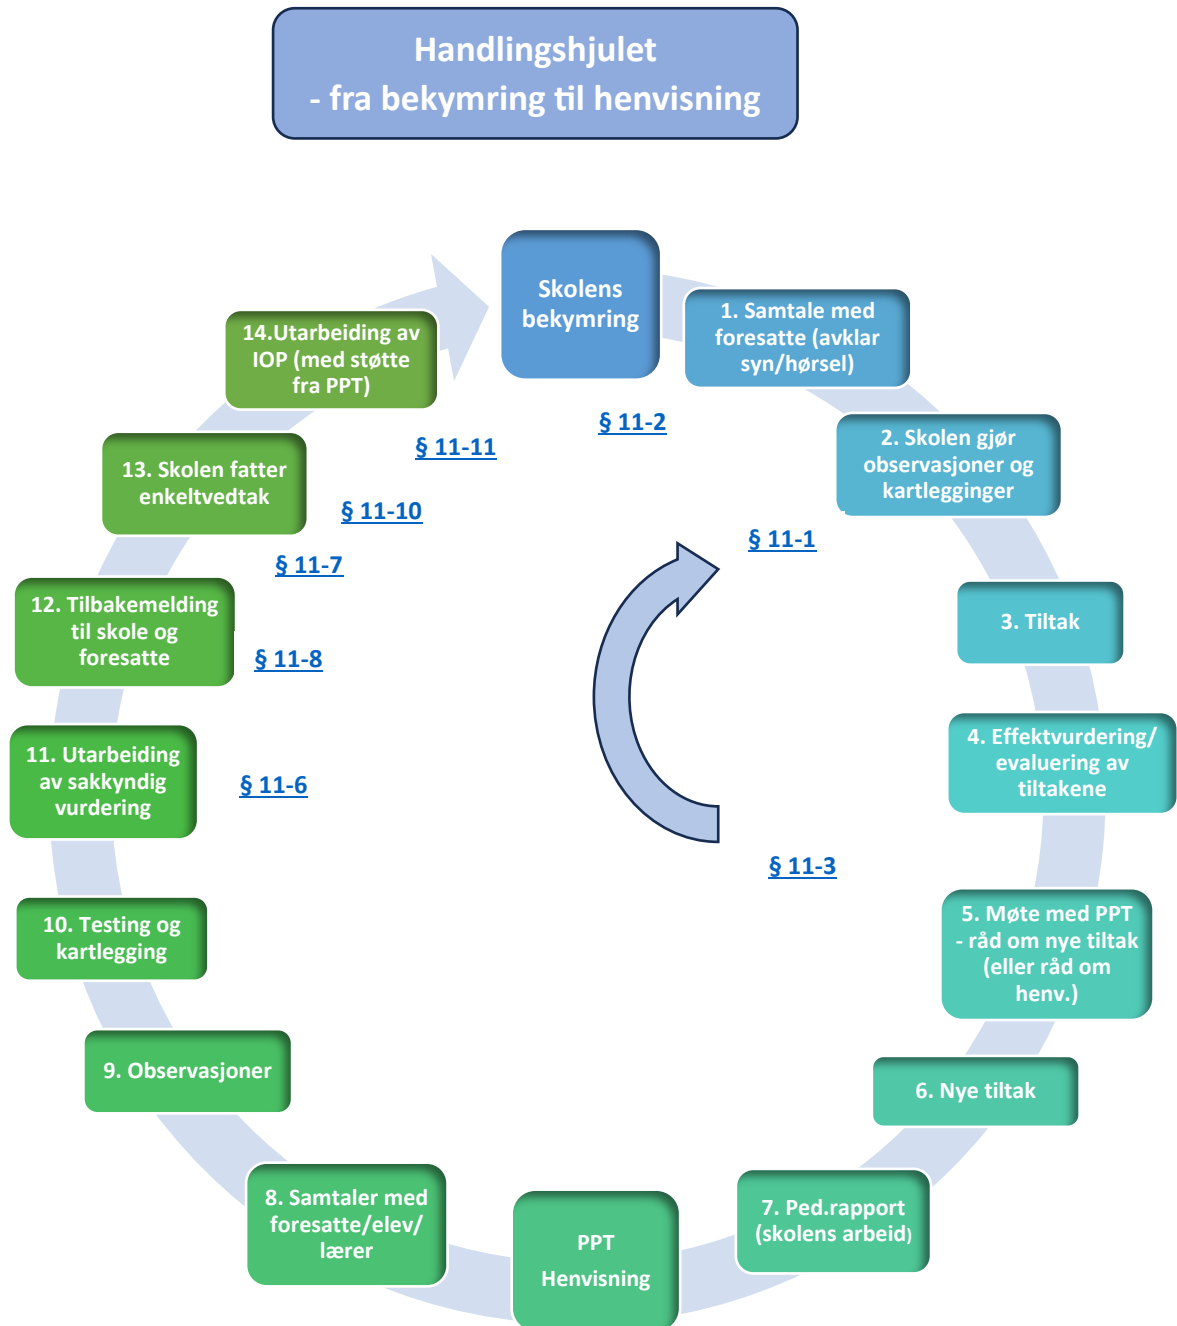 Handlingshjulet
- fra bekymring til henvisning
Skolens
bekymring
1. Samtale med
foresatte (avklar
syn/hørsel)
2. Skolen gjør
observasjoner og
kartlegginger
3. Tiltak
4. Effektvurdering/
evaluering av
tiltakene
5. Møte med PPT
- råd om nye tiltak
(eller råd om
henv.)
6. Nye tiltak
7. Ped.rapport
(skolens arbeid)
PPT
Henvisning
8. Samtaler med
foresatte/elev/
lærer
9. Observasjoner
10. Testing og
kartlegging
11. Utarbeiding
av sakkyndig
vurdering
12. Tilbakemelding
til skole og
foresatte
13. Skolen fatter
enkeltvedtak
14.Utarbeiding av
IOP (med støtte
fra PPT)
§ 11-2
§ 11-1
§ 11-3
§ 11-6
§ 11-8
§ 11-7
§ 11-10
§ 11-11